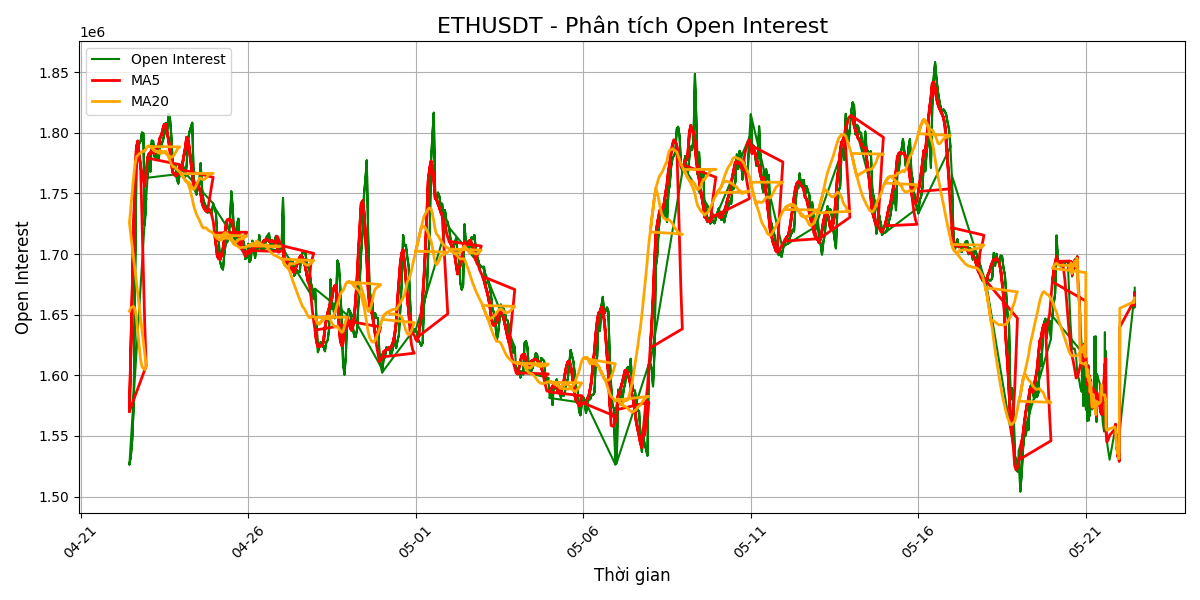 ETHUSDT - Phân tích Open Interest
1e6
Open Interest
MA5
MA20
1.85
1.80
1.75
1.70
1.65
1.60
1.55
1.50
Open Interest
04-21
04-26
05-01
05-06
05-11
05-16
05-21
Thời gian